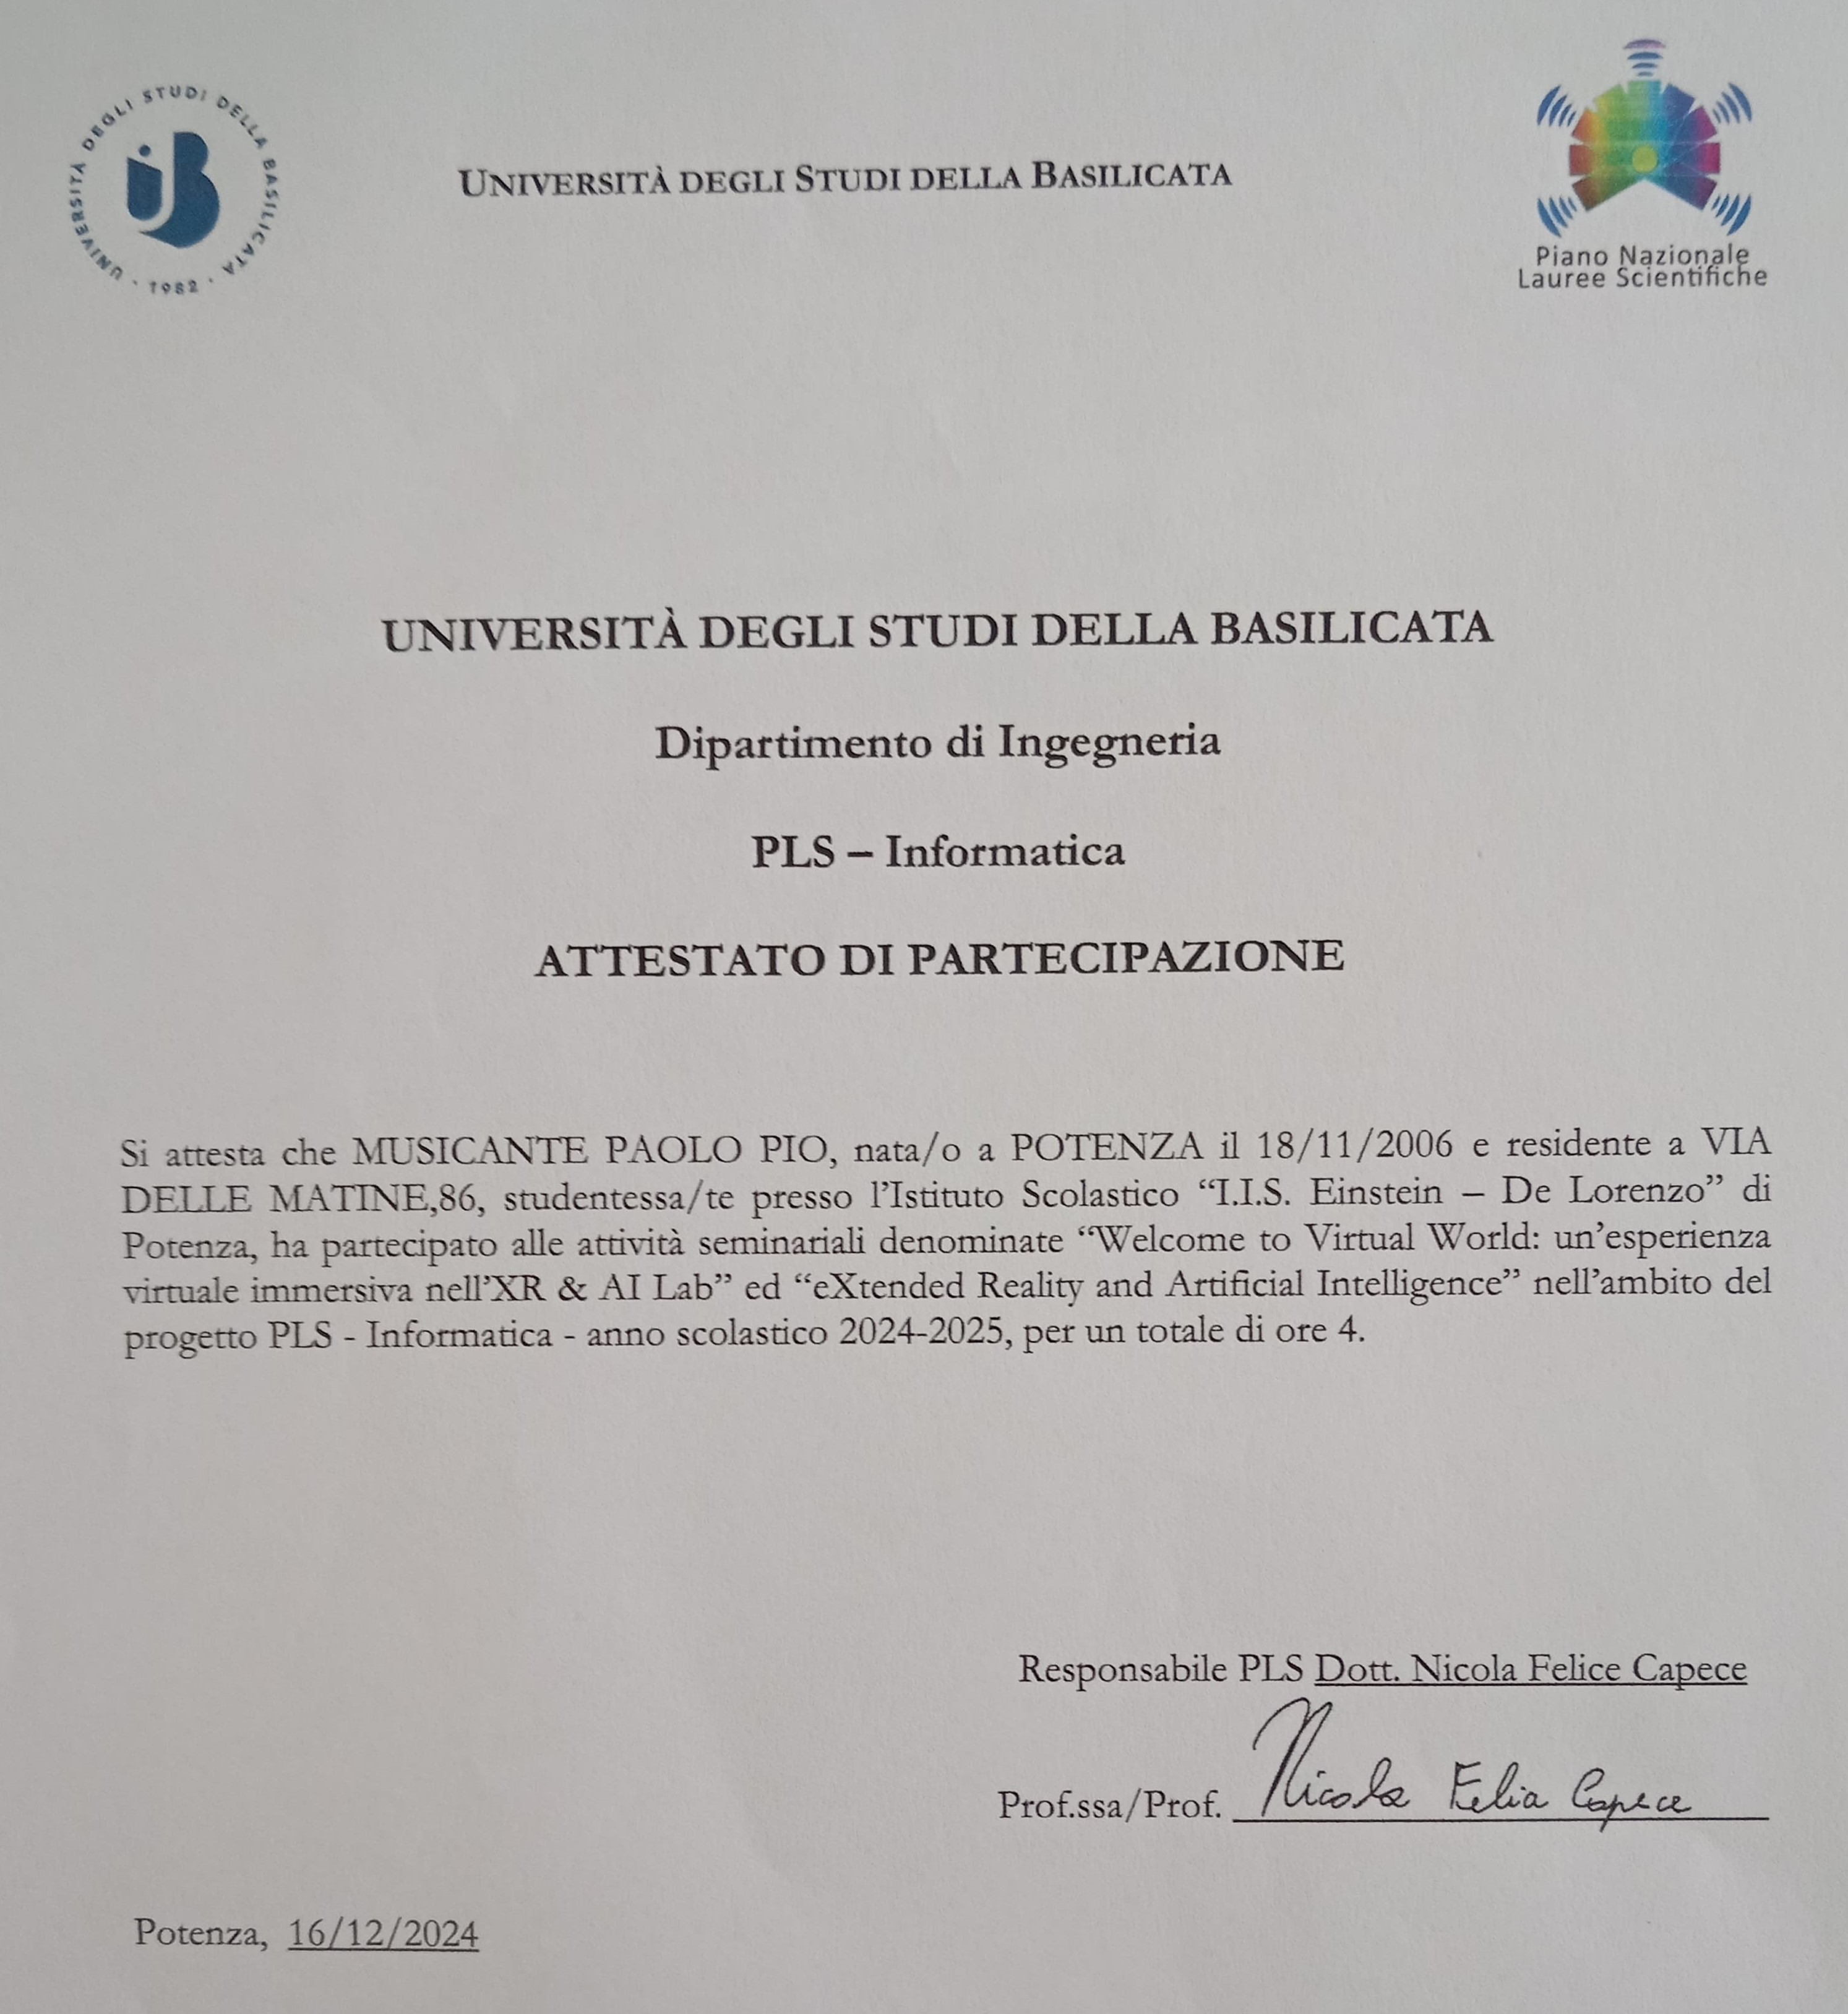 UNIVERSITÀ DEGLI STUDI DELLA BASILICATA · 1982 ·
UNIVERSITÀ DEGLI STUDI DELLA BASILICATA
Piano Nazionale
Lauree Scientifiche
UNIVERSITÀ DEGLI STUDI DELLA BASILICATA
Dipartimento di Ingegneria
PLS – Informatica
ATTESTATO DI PARTECIPAZIONE
Si attesta che MUSICANTE PAOLO PIO, nata/o a POTENZA il 18/11/2006 e residente a VIA
DELLE MATINE,86, studentessa/te presso l’Istituto Scolastico “I.I.S. Einstein – De Lorenzo” di
Potenza, ha partecipato alle attività seminariali denominate “Welcome to Virtual World: un’esperienza
virtuale immersiva nell’XR & AI Lab” ed “eXtended Reality and Artificial Intelligence” nell’ambito del
progetto PLS - Informatica - anno scolastico 2024-2025, per un totale di ore 4.
Responsabile PLS Dott. Nicola Felice Capece
Prof.ssa/Prof. Nicola Felice Capece
Potenza, 16/12/2024